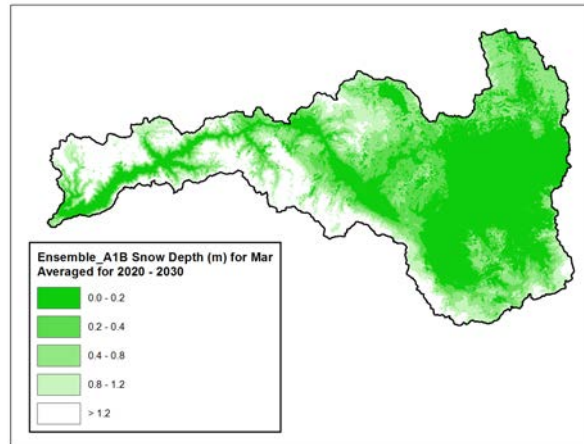 Ensemble_A1B Snow Depth (m) for Mar
Averaged for 2020 - 2030
0.0 - 0.2
0.2 - 0.4
0.4 - 0.8
0.8 - 1.2
> 1.2